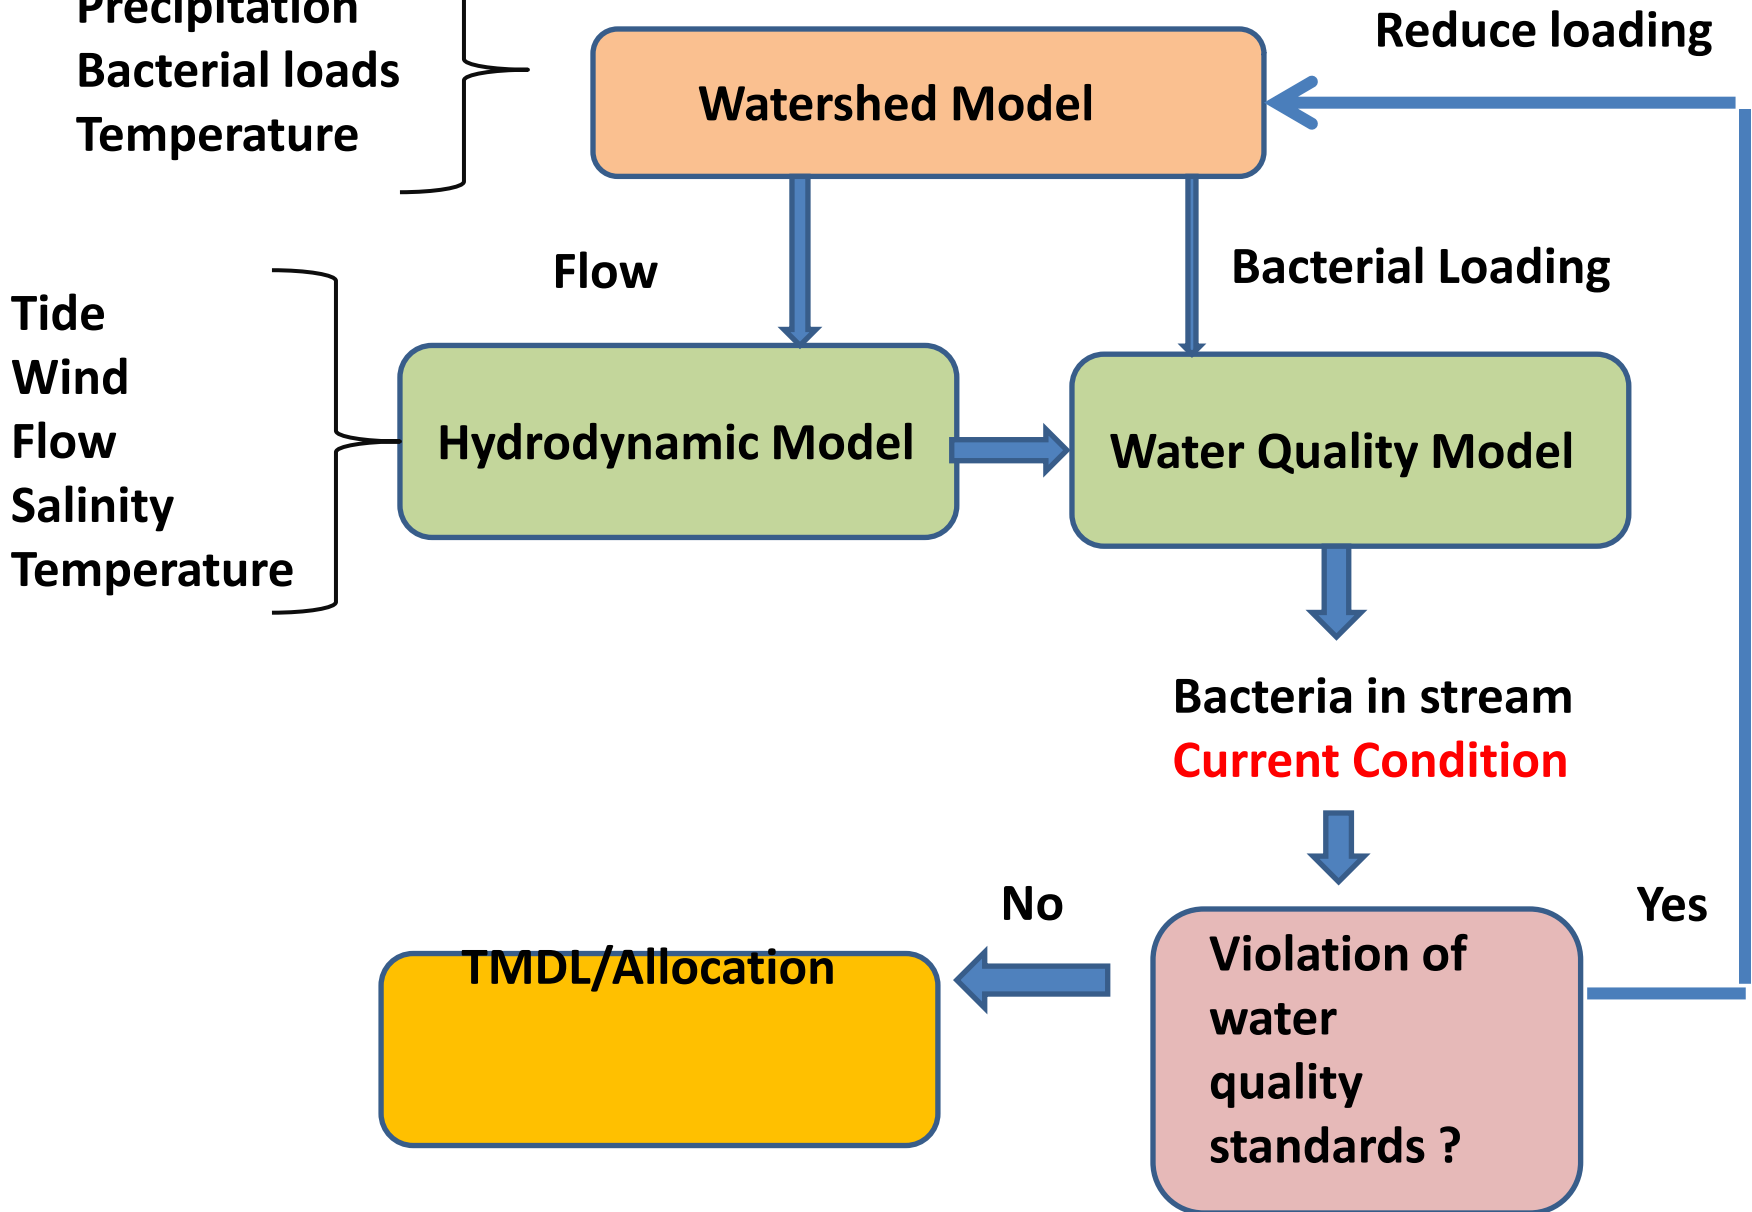 Precipitation
Bacterial loads
Temperature
Watershed Model
Reduce loading
Flow
Bacterial Loading
Tide
Wind
Flow
Salinity
Temperature
Hydrodynamic Model
Water Quality Model
Bacteria in stream
Current Condition
No
Yes
TMDL/Allocation
Violation of
water
quality
standards ?